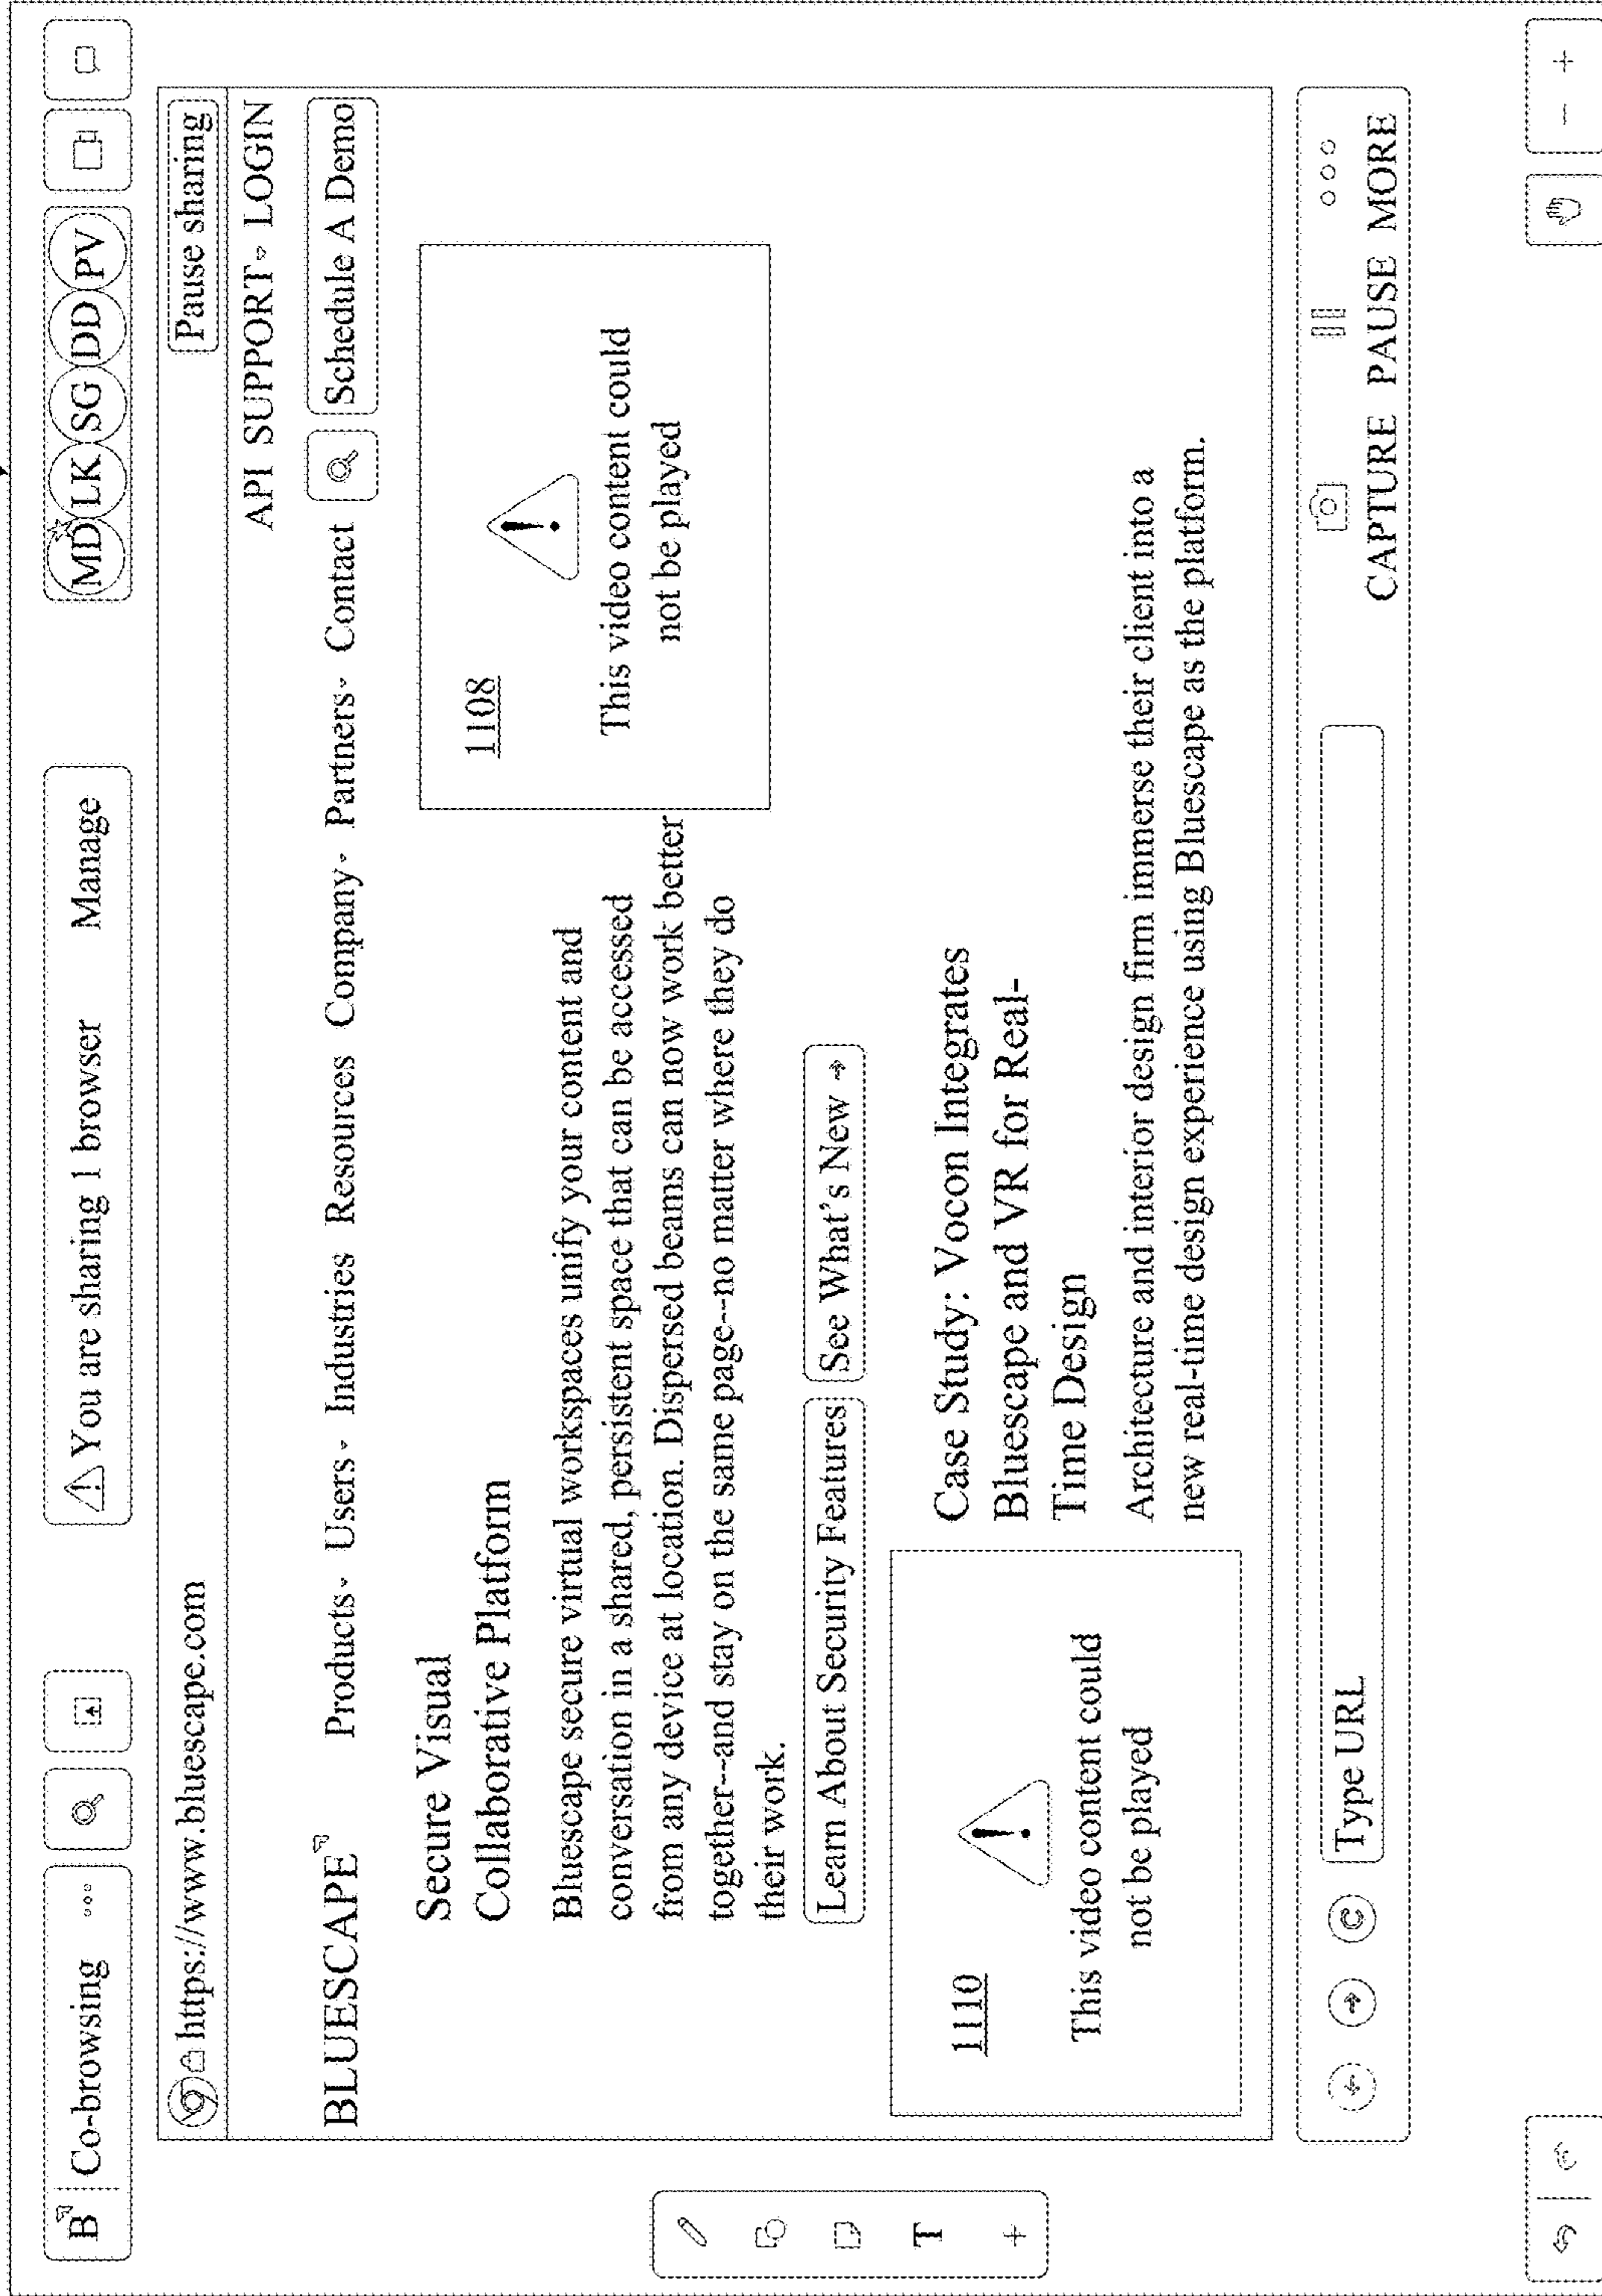 B Co-browsing
⚠ You are sharing 1 browser Manage
MD LK SG DD PV
https://www.bluescape.com Pause sharing
API SUPPORT LOGIN
BLUESCAPE Products Users Industries Resources Company Partners Contact Schedule A Demo
Secure Visual
Collaborative Platform
Bluescape secure virtual workspaces unify your content and
conversation in a shared, persistent space that can be accessed
from any device at location. Dispersed beams can now work better
together--and stay on the same page--no matter where they do
their work.
Learn About Security Features See What's New →
1108
This video content could
not be played
1110
This video content could
not be played
Case Study: Vocon Integrates
Bluescape and VR for Real-
Time Design
Architecture and interior design firm immerse their client into a
new real-time design experience using Bluescape as the platform.
Type URL
CAPTURE PAUSE MORE
T